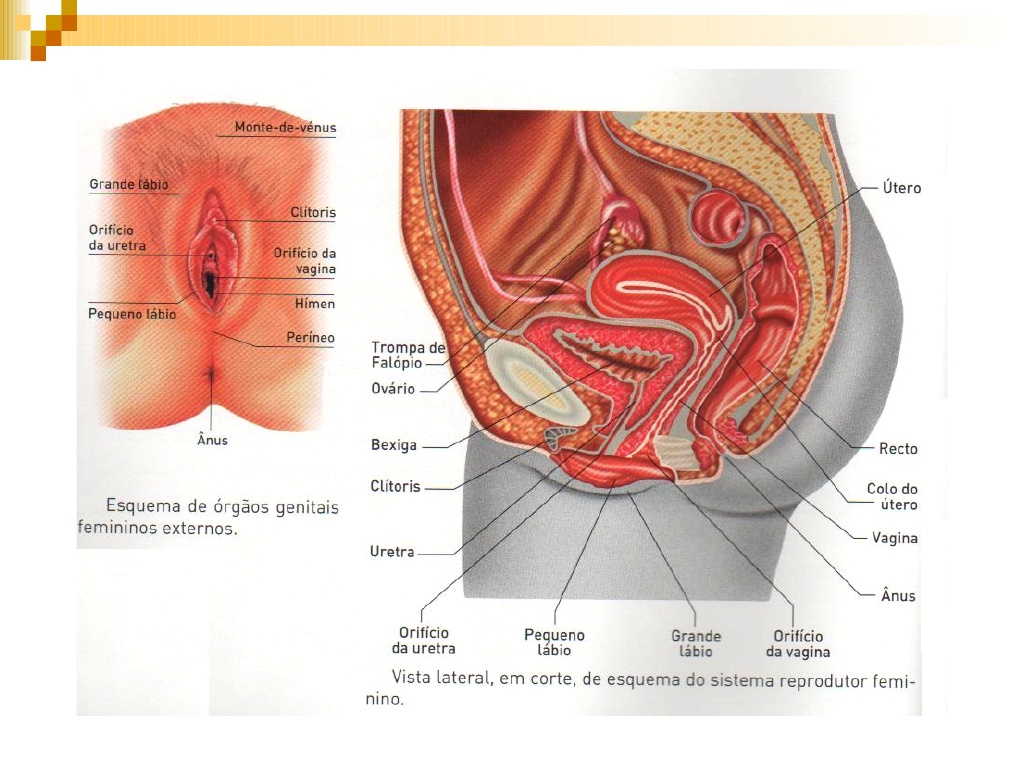 Monte-de-vénus
Grande lábio
Clítoris
Orifício
da uretra
Orifício da
vagina
Hímen
Pequeno lábio
Períneo
Ânus
Esquema de órgãos genitais
femininos externos.
Útero
Trompa de
Falópio
Ovário
Bexiga
Clítoris
Uretra
Recto
Colo do
útero
Vagina
Ânus
Orifício
da uretra
Pequeno
lábio
Grande
lábio
Orifício
da vagina
Vista lateral, em corte, de esquema do sistema reprodutor femi-
nino.